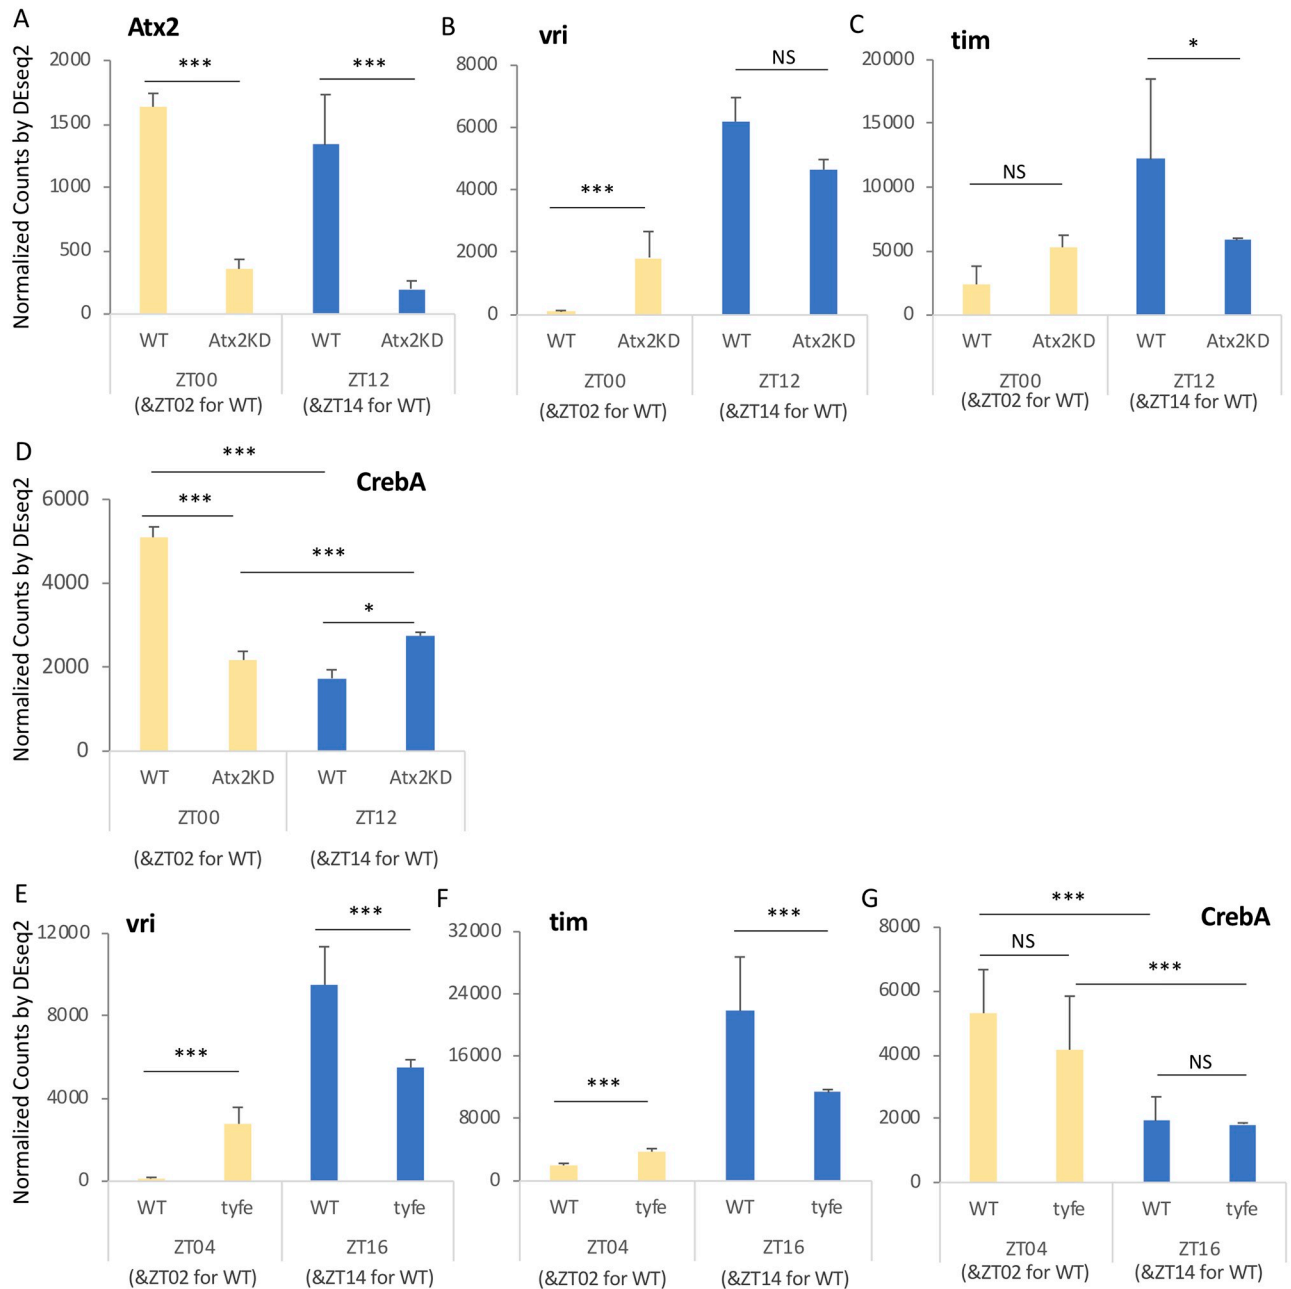 A
Atx2
Normalized Counts by DEseq2
2000
1500
1000
500
0
***
***
WT
Atx2KD
WT
Atx2KD
ZT00
ZT12
(&ZT02 for WT)
(&ZT14 for WT)
B
vri
8000
6000
4000
2000
0
***
NS
WT
Atx2KD
WT
Atx2KD
ZT00
ZT12
(&ZT02 for WT)
(&ZT14 for WT)
C
tim
20000
15000
10000
5000
0
NS
*
WT
Atx2KD
WT
Atx2KD
ZT00
ZT12
(&ZT02 for WT)
(&ZT14 for WT)
D
CrebA
Normalized Counts by DEseq2
6000
4000
2000
0
***
***
***
*
WT
Atx2KD
WT
Atx2KD
ZT00
ZT12
(&ZT02 for WT)
(&ZT14 for WT)
E
vri
Normalized Counts by DEseq2
12000
8000
4000
0
***
***
WT
tyfe
WT
tyfe
ZT04
ZT16
(&ZT02 for WT)
(&ZT14 for WT)
F
tim
32000
24000
16000
8000
0
***
***
WT
tyfe
WT
tyfe
ZT04
ZT16
(&ZT02 for WT)
(&ZT14 for WT)
G
CrebA
8000
6000
4000
2000
0
***
NS
***
NS
WT
tyfe
WT
tyfe
ZT04
ZT16
(&ZT02 for WT)
(&ZT14 for WT)